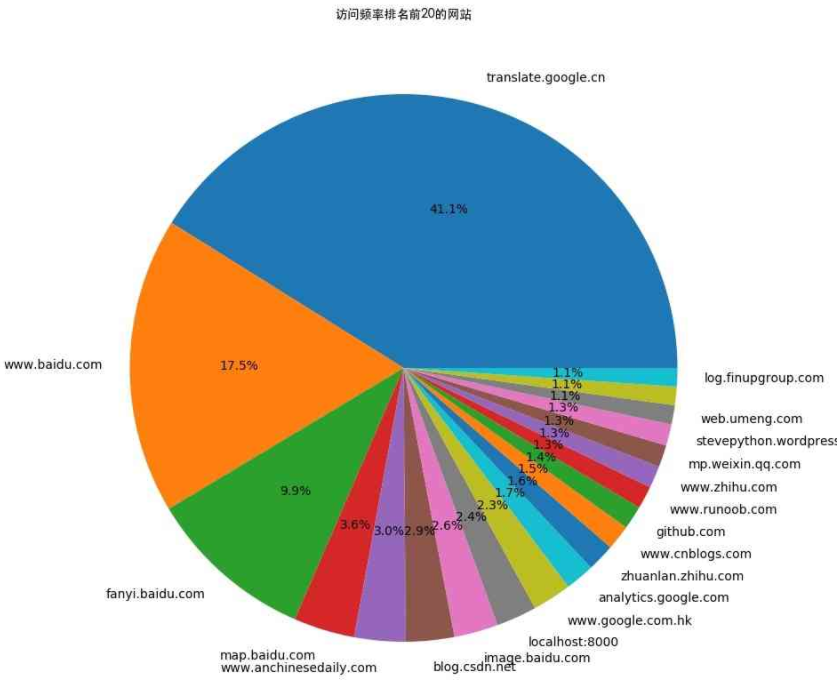 访问频率排名前20的网站
translate.google.cn
41.1%
www.baidu.com
17.5%
fanyi.baidu.com
9.9%
map.baidu.com
3.6%
www.anchinesedaily.com
3.0%
blog.csdn.net
2.9%
image.baidu.com
2.6%
localhost:8000
2.4%
www.google.com.hk
2.3%
analytics.google.com
1.7%
zhuanlan.zhihu.com
1.6%
www.cnblogs.com
1.5%
github.com
1.4%
www.runoob.com
1.3%
www.zhihu.com
1.3%
mp.weixin.qq.com
1.3%
stevepython.wordpress
1.3%
web.umeng.com
1.1%
1.1%
log.finupgroup.com
1.1%